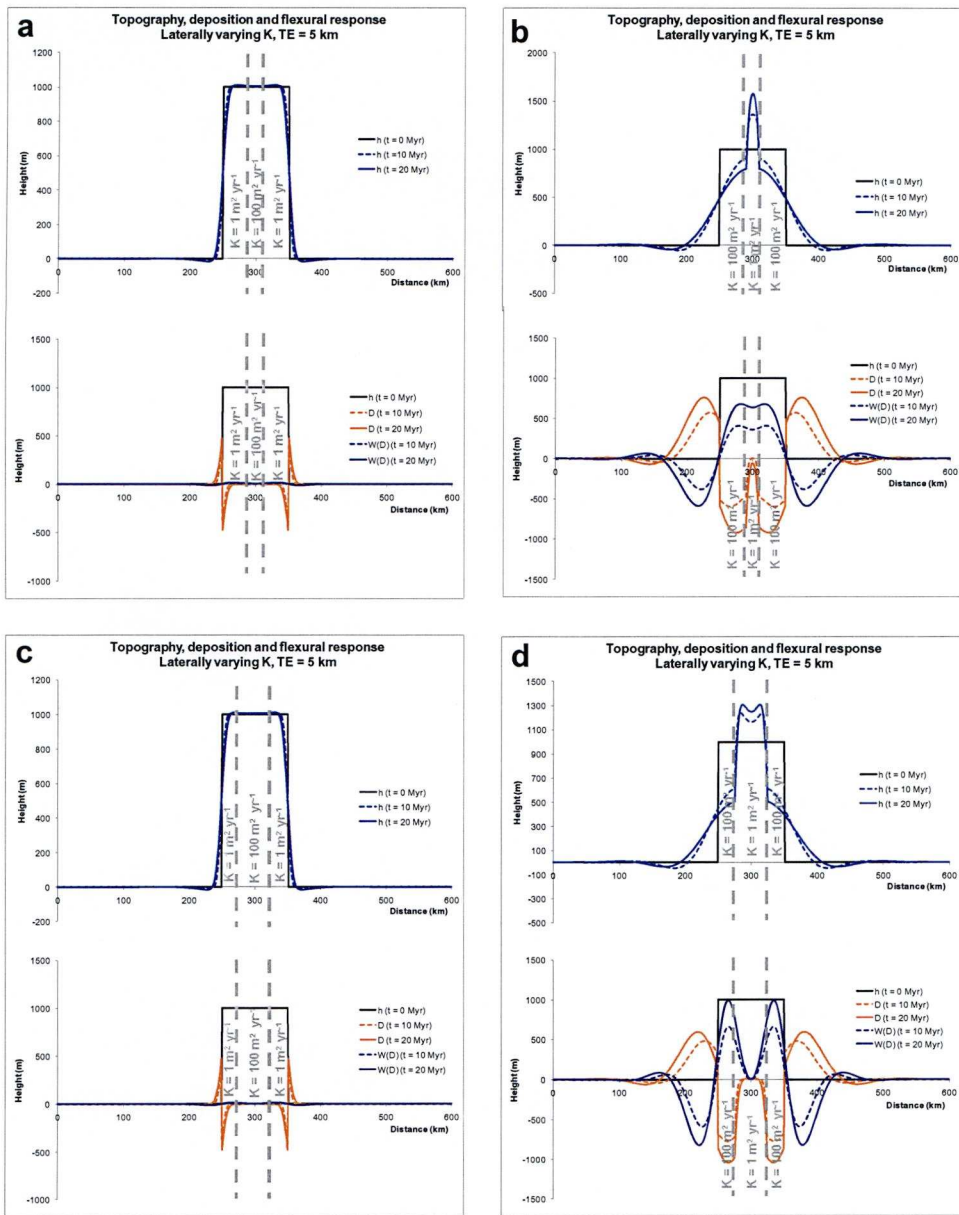 a
Topography, deposition and flexural response
Laterally varying K, TE = 5 km
1200
1000
800
600
400
200
0
-200
Height (m)
0 100 200 300 400 500 600
Distance (km)
K = 1 m² yr⁻¹
K = 100 m² yr⁻¹
K = 1 m² yr⁻¹
h (t = 0 Myr)
h (t =10 Myr)
h (t = 20 Myr)
1500
1000
500
0
-500
-1000
Height (m)
0 100 200 300 400 500 600
K = 1 m² yr⁻¹
K = 100 m² yr⁻¹
K = 1 m² yr⁻¹
h (t = 0 Myr)
D (t = 10 Myr)
D (t = 20 Myr)
W(D) (t = 10 Myr)
W(D) (t = 20 Myr)
b
Topography, deposition and flexural response
Laterally varying K, TE = 5 km
2000
1500
1000
500
0
-500
Height (m)
0 100 200 300 400 500 600
Distance (km)
K = 100 m² yr⁻¹
K = 1 m² yr⁻¹
K = 100 m² yr⁻¹
h (t = 0 Myr)
h (t = 10 Myr)
h (t = 20 Myr)
1500
1000
500
0
-500
-1000
-1500
Height (m)
0 100 200 300 400 500 600
K = 100 m² yr⁻¹
K = 1 m² yr⁻¹
K = 100 m² yr⁻¹
h (t = 0 Myr)
D (t = 10 Myr)
D (t = 20 Myr)
W(D) (t = 10 Myr)
W(D) (t = 20 Myr)
c
Topography, deposition and flexural response
Laterally varying K, TE = 5 km
1200
1000
800
600
400
200
0
-200
Height (m)
0 100 200 300 400 500 600
Distance (km)
K = 1 m² yr⁻¹
K = 100 m² yr⁻¹
K = 1 m² yr⁻¹
h (t = 0 Myr)
h (t = 10 Myr)
h (t = 20 Myr)
1500
1000
500
0
-500
-1000
Height (m)
0 100 200 300 400 500 600
K = 1 m² yr⁻¹
K = 100 m² yr⁻¹
K = 1 m² yr⁻¹
h (t = 0 Myr)
D (t = 10 Myr)
D (t = 20 Myr)
W(D) (t = 10 Myr)
W(D) (t = 20 Myr)
d
Topography, deposition and flexural response
Laterally varying K, TE = 5 km
1500
1300
1100
900
700
500
300
100
-100
-300
-500
Height (m)
0 100 200 300 400 500 600
Distance (km)
K = 100 m² yr⁻¹
K = 1 m² yr⁻¹
K = 100 m² yr⁻¹
h (t = 0 Myr)
h (t = 10 Myr)
h (t = 20 Myr)
1500
1000
500
0
-500
-1000
-1500
Height (m)
0 100 200 300 400 500 600
K = 100 m² yr⁻¹
K = 1 m² yr⁻¹
K = 100 m² yr⁻¹
h (t = 0 Myr)
D (t = 10 Myr)
D (t = 20 Myr)
W(D) (t = 10 Myr)
W(D) (t = 20 Myr)